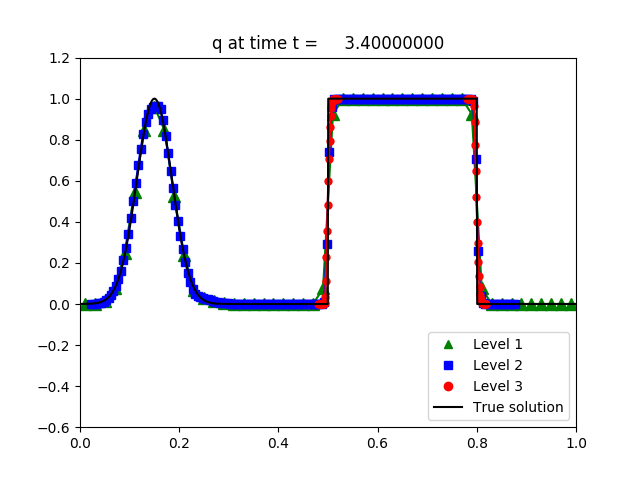 q at time t = 3.40000000
1.2
1.0
0.8
0.6
0.4
0.2
0.0
−0.2
−0.4
−0.6
0.0 0.2 0.4 0.6 0.8 1.0
Level 1
Level 2
Level 3
True solution